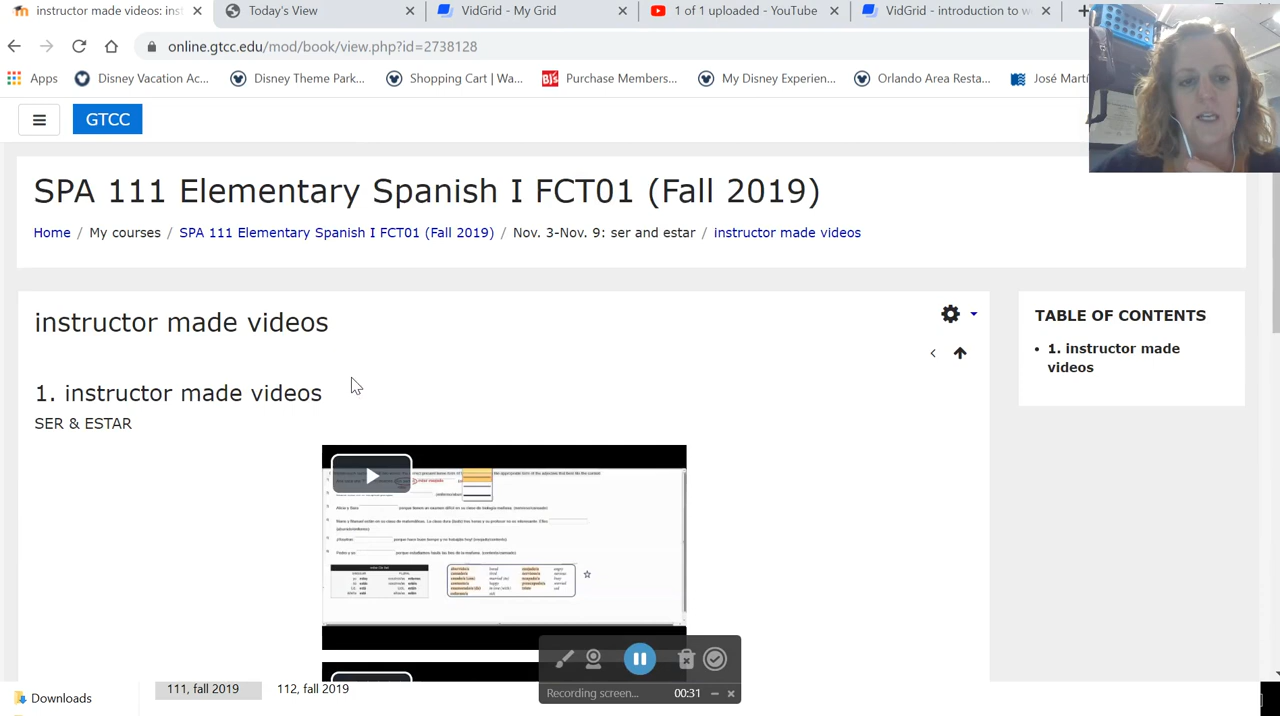 instructor made videos: inst
Today's View
VidGrid - My Grid
1 of 1 uploaded - YouTube
VidGrid - introduction to w
online.gtcc.edu/mod/book/view.php?id=2738128
Apps
Disney Vacation Ac...
Disney Theme Park...
Shopping Cart | Wa...
Purchase Members...
My Disney Experien...
Orlando Area Resta...
José Martí
GTCC
SPA 111 Elementary Spanish I FCT01 (Fall 2019)
Home / My courses / SPA 111 Elementary Spanish I FCT01 (Fall 2019) / Nov. 3-Nov. 9: ser and estar / instructor made videos
instructor made videos
TABLE OF CONTENTS
• 1. instructor made
videos
1. instructor made videos
SER & ESTAR
Recording screen...
00:31
Downloads
111, fall 2019
112, fall 2019